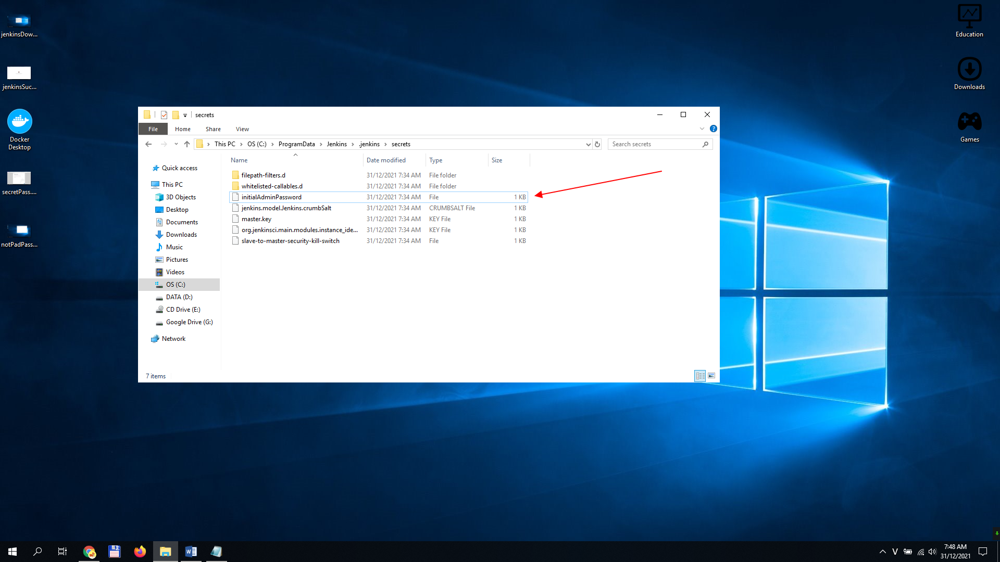 jenkinsDow...
jenkinsSuc...
Docker
Desktop
secretPass....
notPadPass...
Education
Downloads
Games
secrets
File Home Share View
This PC OS (C:) ProgramData Jenkins .jenkins secrets
Search secrets
Name Date modified Type Size
Quick access
This PC
3D Objects
Desktop
Documents
Downloads
Music
Pictures
Videos
OS (C:)
DATA (D:)
CD Drive (E:)
Google Drive (G:)
Network
filepath-filters.d 31/12/2021 7:34 AM File folder
whitelisted-callables.d 31/12/2021 7:34 AM File folder
initialAdminPassword 31/12/2021 7:34 AM File 1 KB
jenkins.model.Jenkins.crumbSalt 31/12/2021 7:34 AM CRUMBSALT File 1 KB
master.key 31/12/2021 7:34 AM KEY File 1 KB
org.jenkinsci.main.modules.instance_ide... 31/12/2021 7:34 AM KEY File 1 KB
slave-to-master-security-kill-switch 31/12/2021 7:34 AM File 1 KB
7 items
V
7:48 AM
31/12/2021